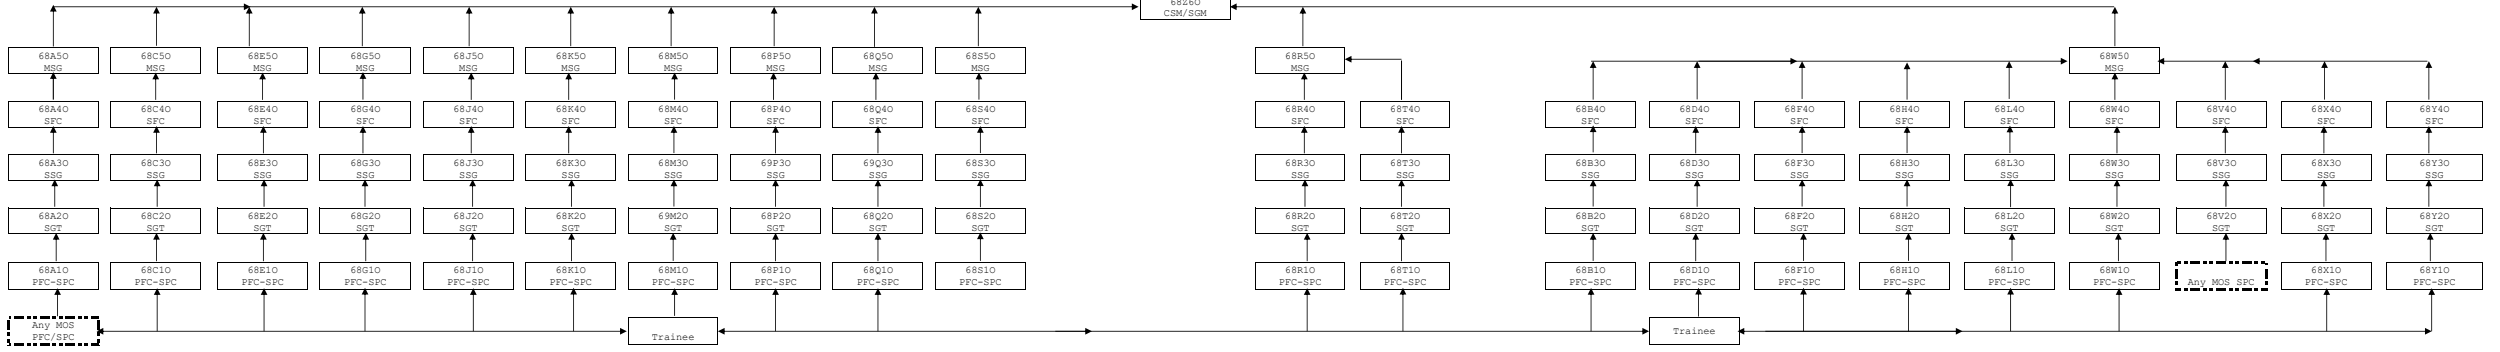 68Z6O
CSM/SGM
68A5O
MSG
68C5O
MSG
68E5O
MSG
68G5O
MSG
68J5O
MSG
68K5O
MSG
68M5O
MSG
68P5O
MSG
68Q5O
MSG
68S5O
MSG
68R5O
MSG
68W50
MSG
68A4O
SFC
68C4O
SFC
68E4O
SFC
68G4O
SFC
68J4O
SFC
68K4O
SFC
68M4O
SFC
68P4O
SFC
68Q4O
SFC
68S4O
SFC
68R4O
SFC
68T4O
SFC
68B4O
SFC
68D4O
SFC
68F4O
SFC
68H4O
SFC
68L4O
SFC
68W4O
SFC
68V4O
SFC
68X4O
SFC
68Y4O
SFC
68A3O
SSG
68C3O
SSG
68E3O
SSG
68G3O
SSG
68J3O
SSG
68K3O
SSG
68M3O
SSG
69P3O
SSG
69Q3O
SSG
68S3O
SSG
68R3O
SSG
68T3O
SSG
68B3O
SSG
68D3O
SSG
68F3O
SSG
68H3O
SSG
68L3O
SSG
68W3O
SSG
68V3O
SSG
68X3O
SSG
68Y3O
SSG
68A2O
SGT
68C2O
SGT
68E2O
SGT
68G2O
SGT
68J2O
SGT
68K2O
SGT
69M2O
SGT
68P2O
SGT
68Q2O
SGT
68S2O
SGT
68R2O
SGT
68T2O
SGT
68B2O
SGT
68D2O
SGT
68F2O
SGT
68H2O
SGT
68L2O
SGT
68W2O
SGT
68V2O
SGT
68X2O
SGT
68Y2O
SGT
68A1O
PFC-SPC
68C1O
PFC-SPC
68E1O
PFC-SPC
68G1O
PFC-SPC
68J1O
PFC-SPC
68K1O
PFC-SPC
68M1O
PFC-SPC
68P1O
PFC-SPC
68Q1O
PFC-SPC
68S1O
PFC-SPC
68R1O
PFC-SPC
68T1O
PFC-SPC
68B1O
PFC-SPC
68D1O
PFC-SPC
68F1O
PFC-SPC
68H1O
PFC-SPC
68L1O
PFC-SPC
68W1O
PFC-SPC
Any MOS SPC
68X1O
PFC-SPC
68Y1O
PFC-SPC
Any MOS
PFC/SPC
Trainee
Trainee